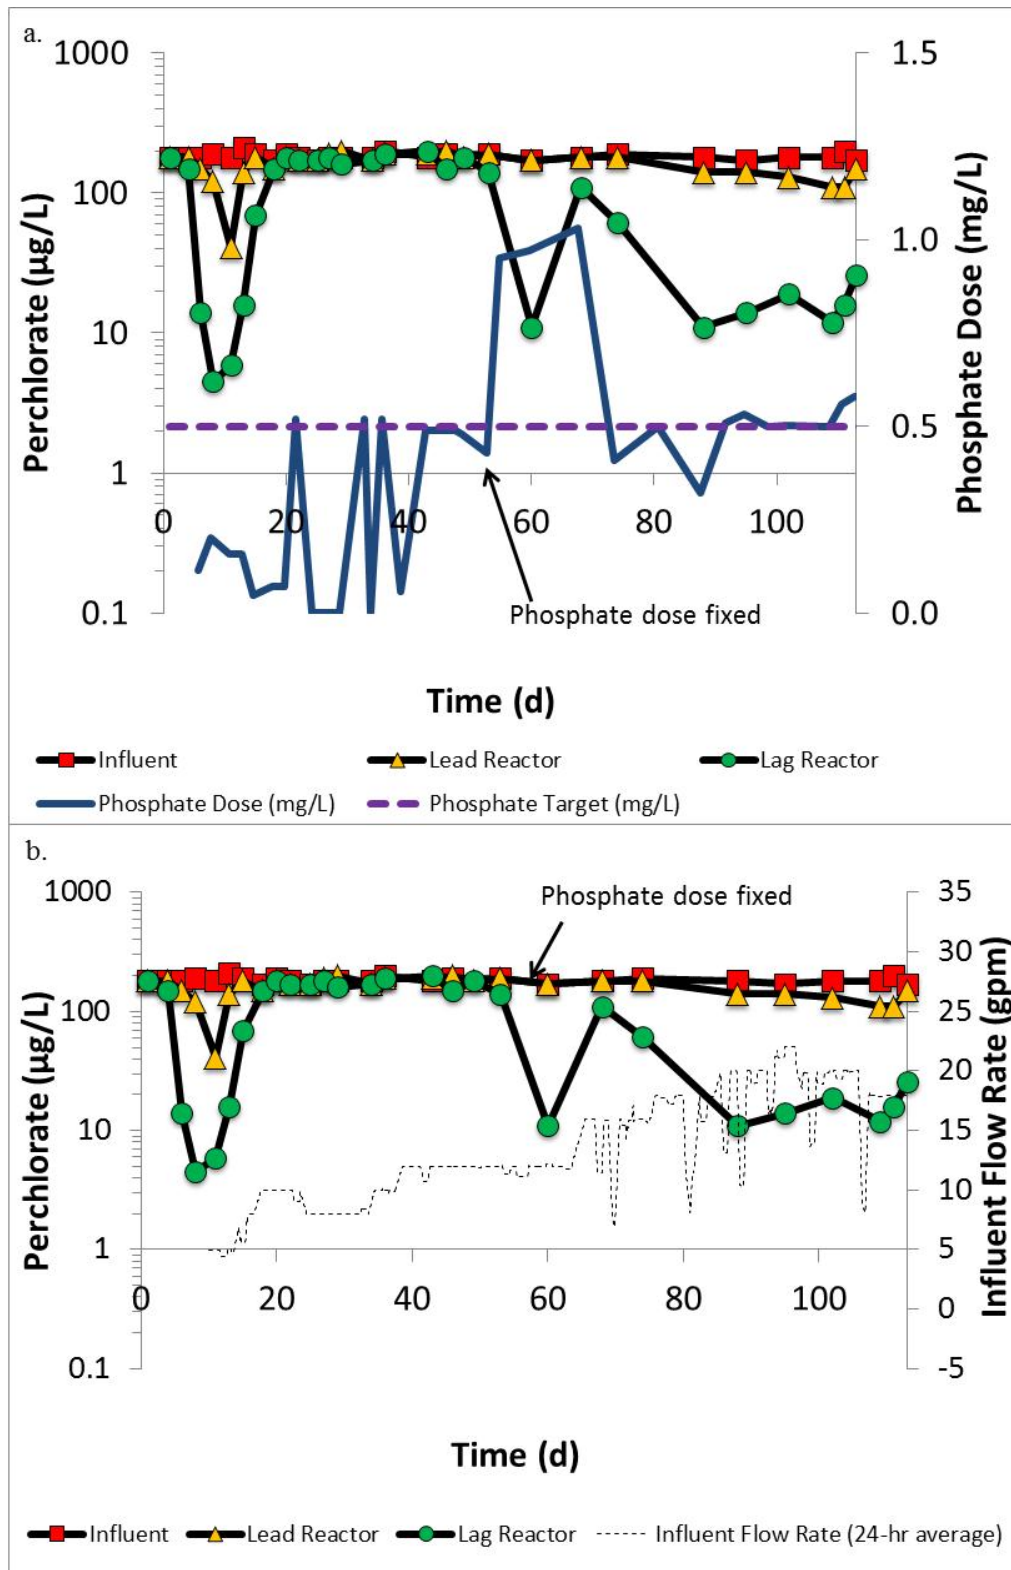 a.
1000
100
10
1
0.1
Perchlorate (µg/L)
1.5
1.0
0.5
0.0
Phosphate Dose (mg/L)
0 20 40 60 80 100
Phosphate dose fixed
Time (d)
Influent Lead Reactor Lag Reactor
Phosphate Dose (mg/L) Phosphate Target (mg/L)
b.
1000
100
10
1
0.1
Perchlorate (µg/L)
Phosphate dose fixed
35
30
25
20
15
10
5
0
-5
Influent Flow Rate (gpm)
0 20 40 60 80 100
Time (d)
Influent Lead Reactor Lag Reactor Influent Flow Rate (24-hr average)